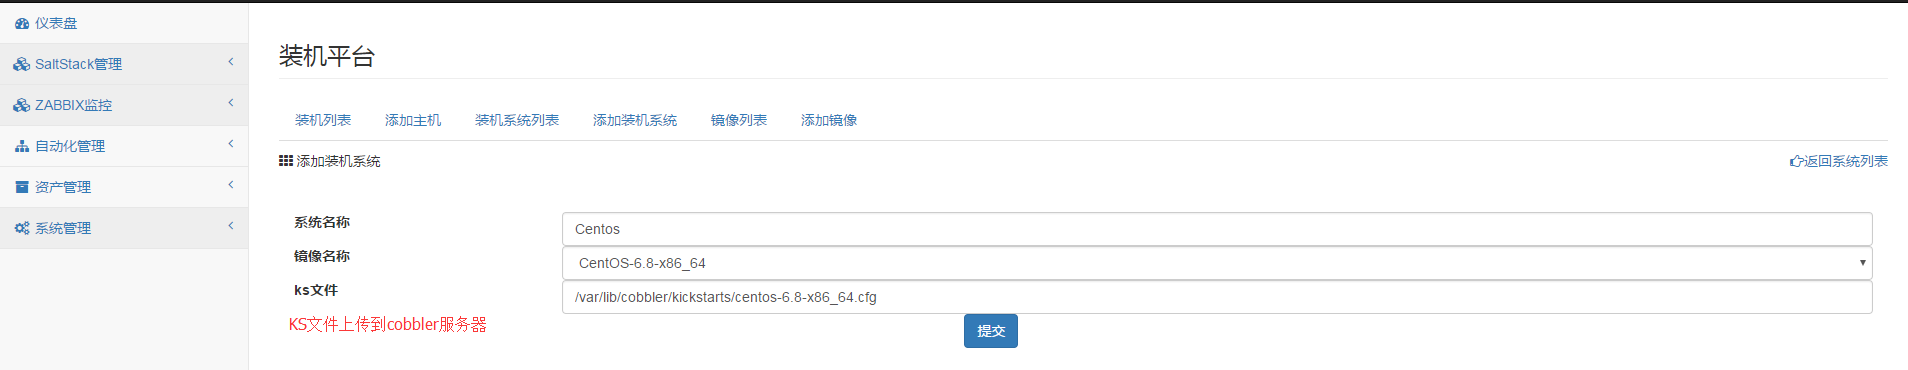 仪表盘
SaltStack管理
ZABBIX监控
自动化管理
资产管理
系统管理
装机平台
装机列表 添加主机 装机系统列表 添加装机系统 镜像列表 添加镜像
添加装机系统 返回系统列表
系统名称 Centos
镜像名称 CentOS-6.8-x86_64
ks文件 /var/lib/cobbler/kickstarts/centos-6.8-x86_64.cfg
KS文件上传到cobbler服务器
提交